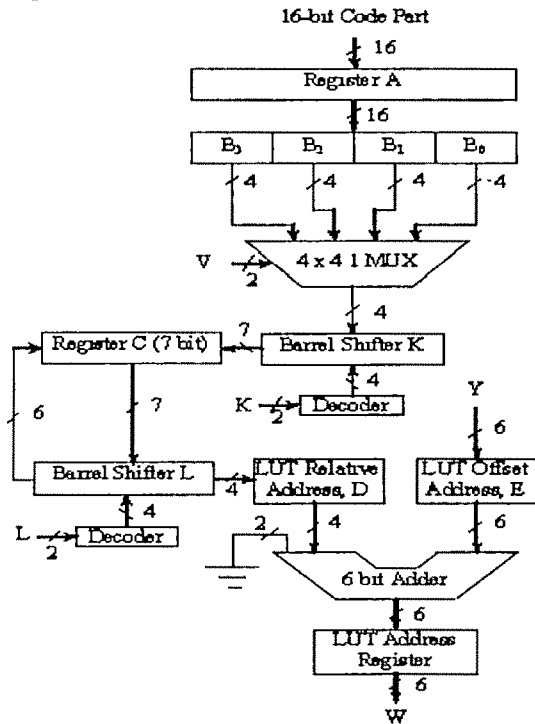 16-bit Code Part
16
Register A
16
B3 B2 B1 B0
4 4 4 4
V 2
4 x 4 1 MUX
4
Register C (7 bit) 7 Barrel Shifter K
6 7 4
K 2 Decoder
Y
6
Barrel Shifter L 4
LUT Relative
Address, D
LUT Offset
Address, E
L 2 4 Decoder
2 4 6
6 bit Adder
6
LUT Address
Register
6
W